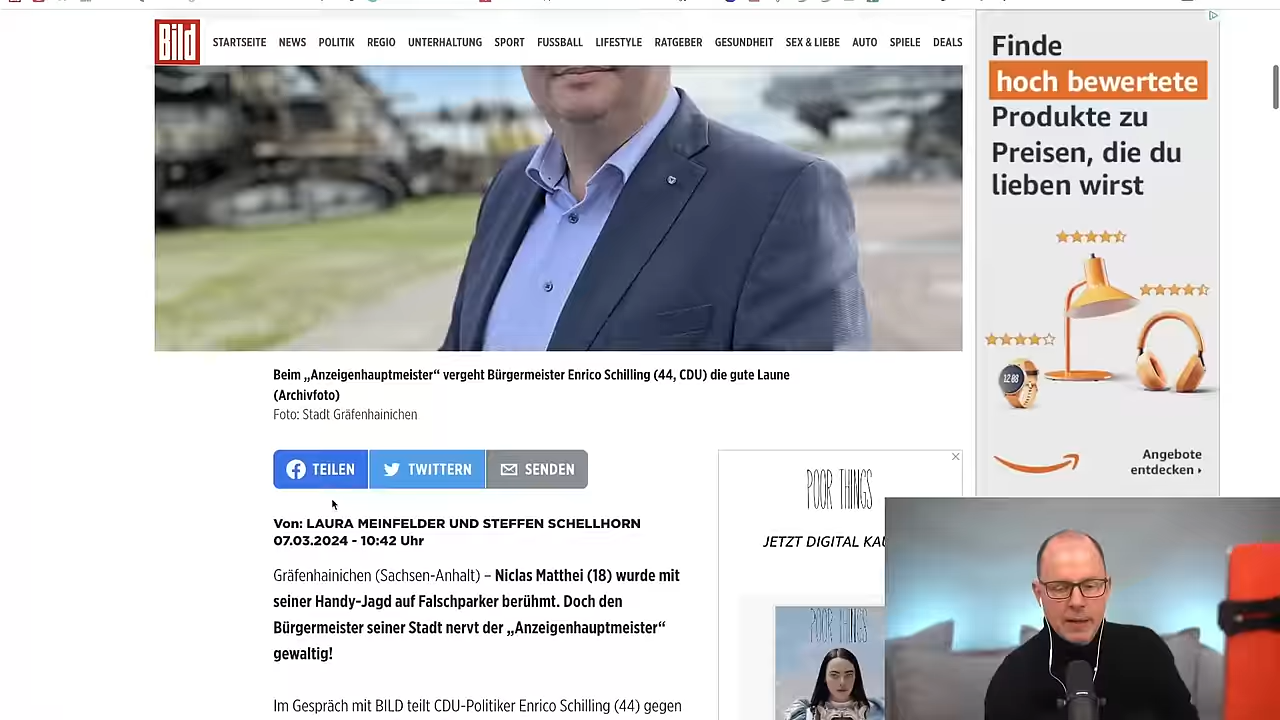 Bild
STARTSEITE NEWS POLITIK REGIO UNTERHALTUNG SPORT FUSSBALL LIFESTYLE RATGEBER GESUNDHEIT SEX & LIEBE AUTO SPIELE DEALS
Finde
hoch bewertete
Produkte zu
Preisen, die du
lieben wirst
Angebote
entdecken ›
Beim „Anzeigenhauptmeister“ vergeht Bürgermeister Enrico Schilling (44, CDU) die gute Laune
(Archivfoto)
Foto: Stadt Gräfenhainichen
TEILEN TWITTERN SENDEN
Von: LAURA MEINFELDER UND STEFFEN SCHELLHORN
07.03.2024 - 10:42 Uhr
Gräfenhainichen (Sachsen-Anhalt) – Niclas Matthei (18) wurde mit
seiner Handy-Jagd auf Falschparker berühmt. Doch den
Bürgermeister seiner Stadt nervt der „Anzeigenhauptmeister“
gewaltig!
Im Gespräch mit BILD teilt CDU-Politiker Enrico Schilling (44) gegen
POOR THINGS
JETZT DIGITAL KAU
POOR THINGS